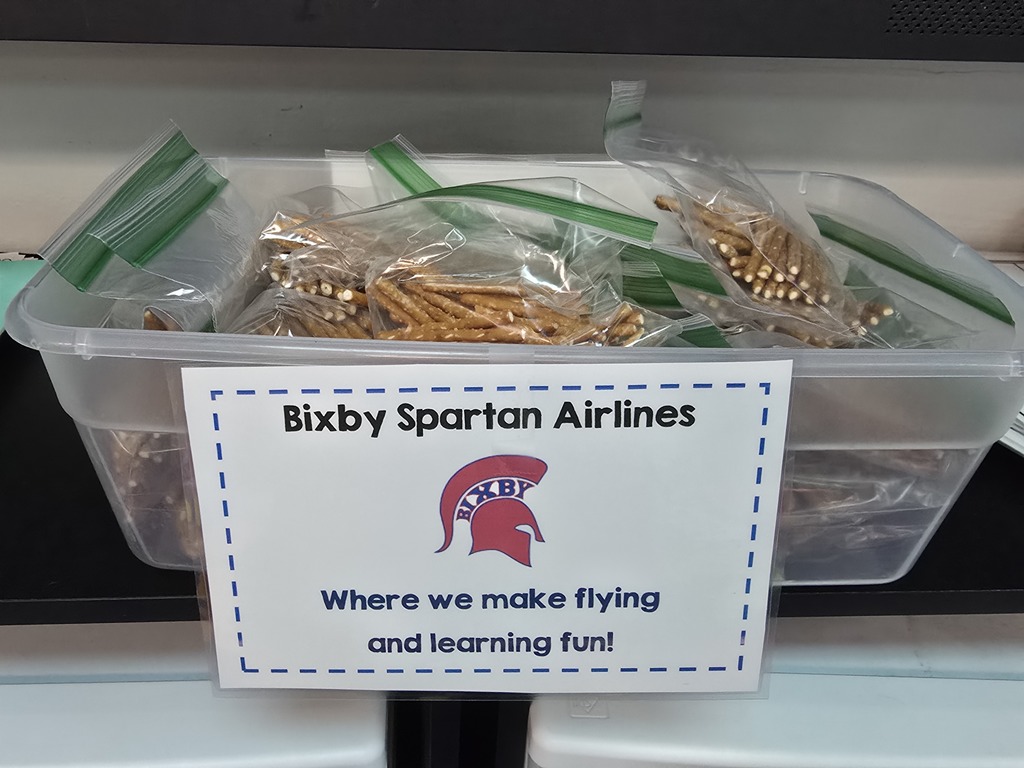 Bixby Spartan Airlines
BIXBY
Where we make flying
and learning fun!